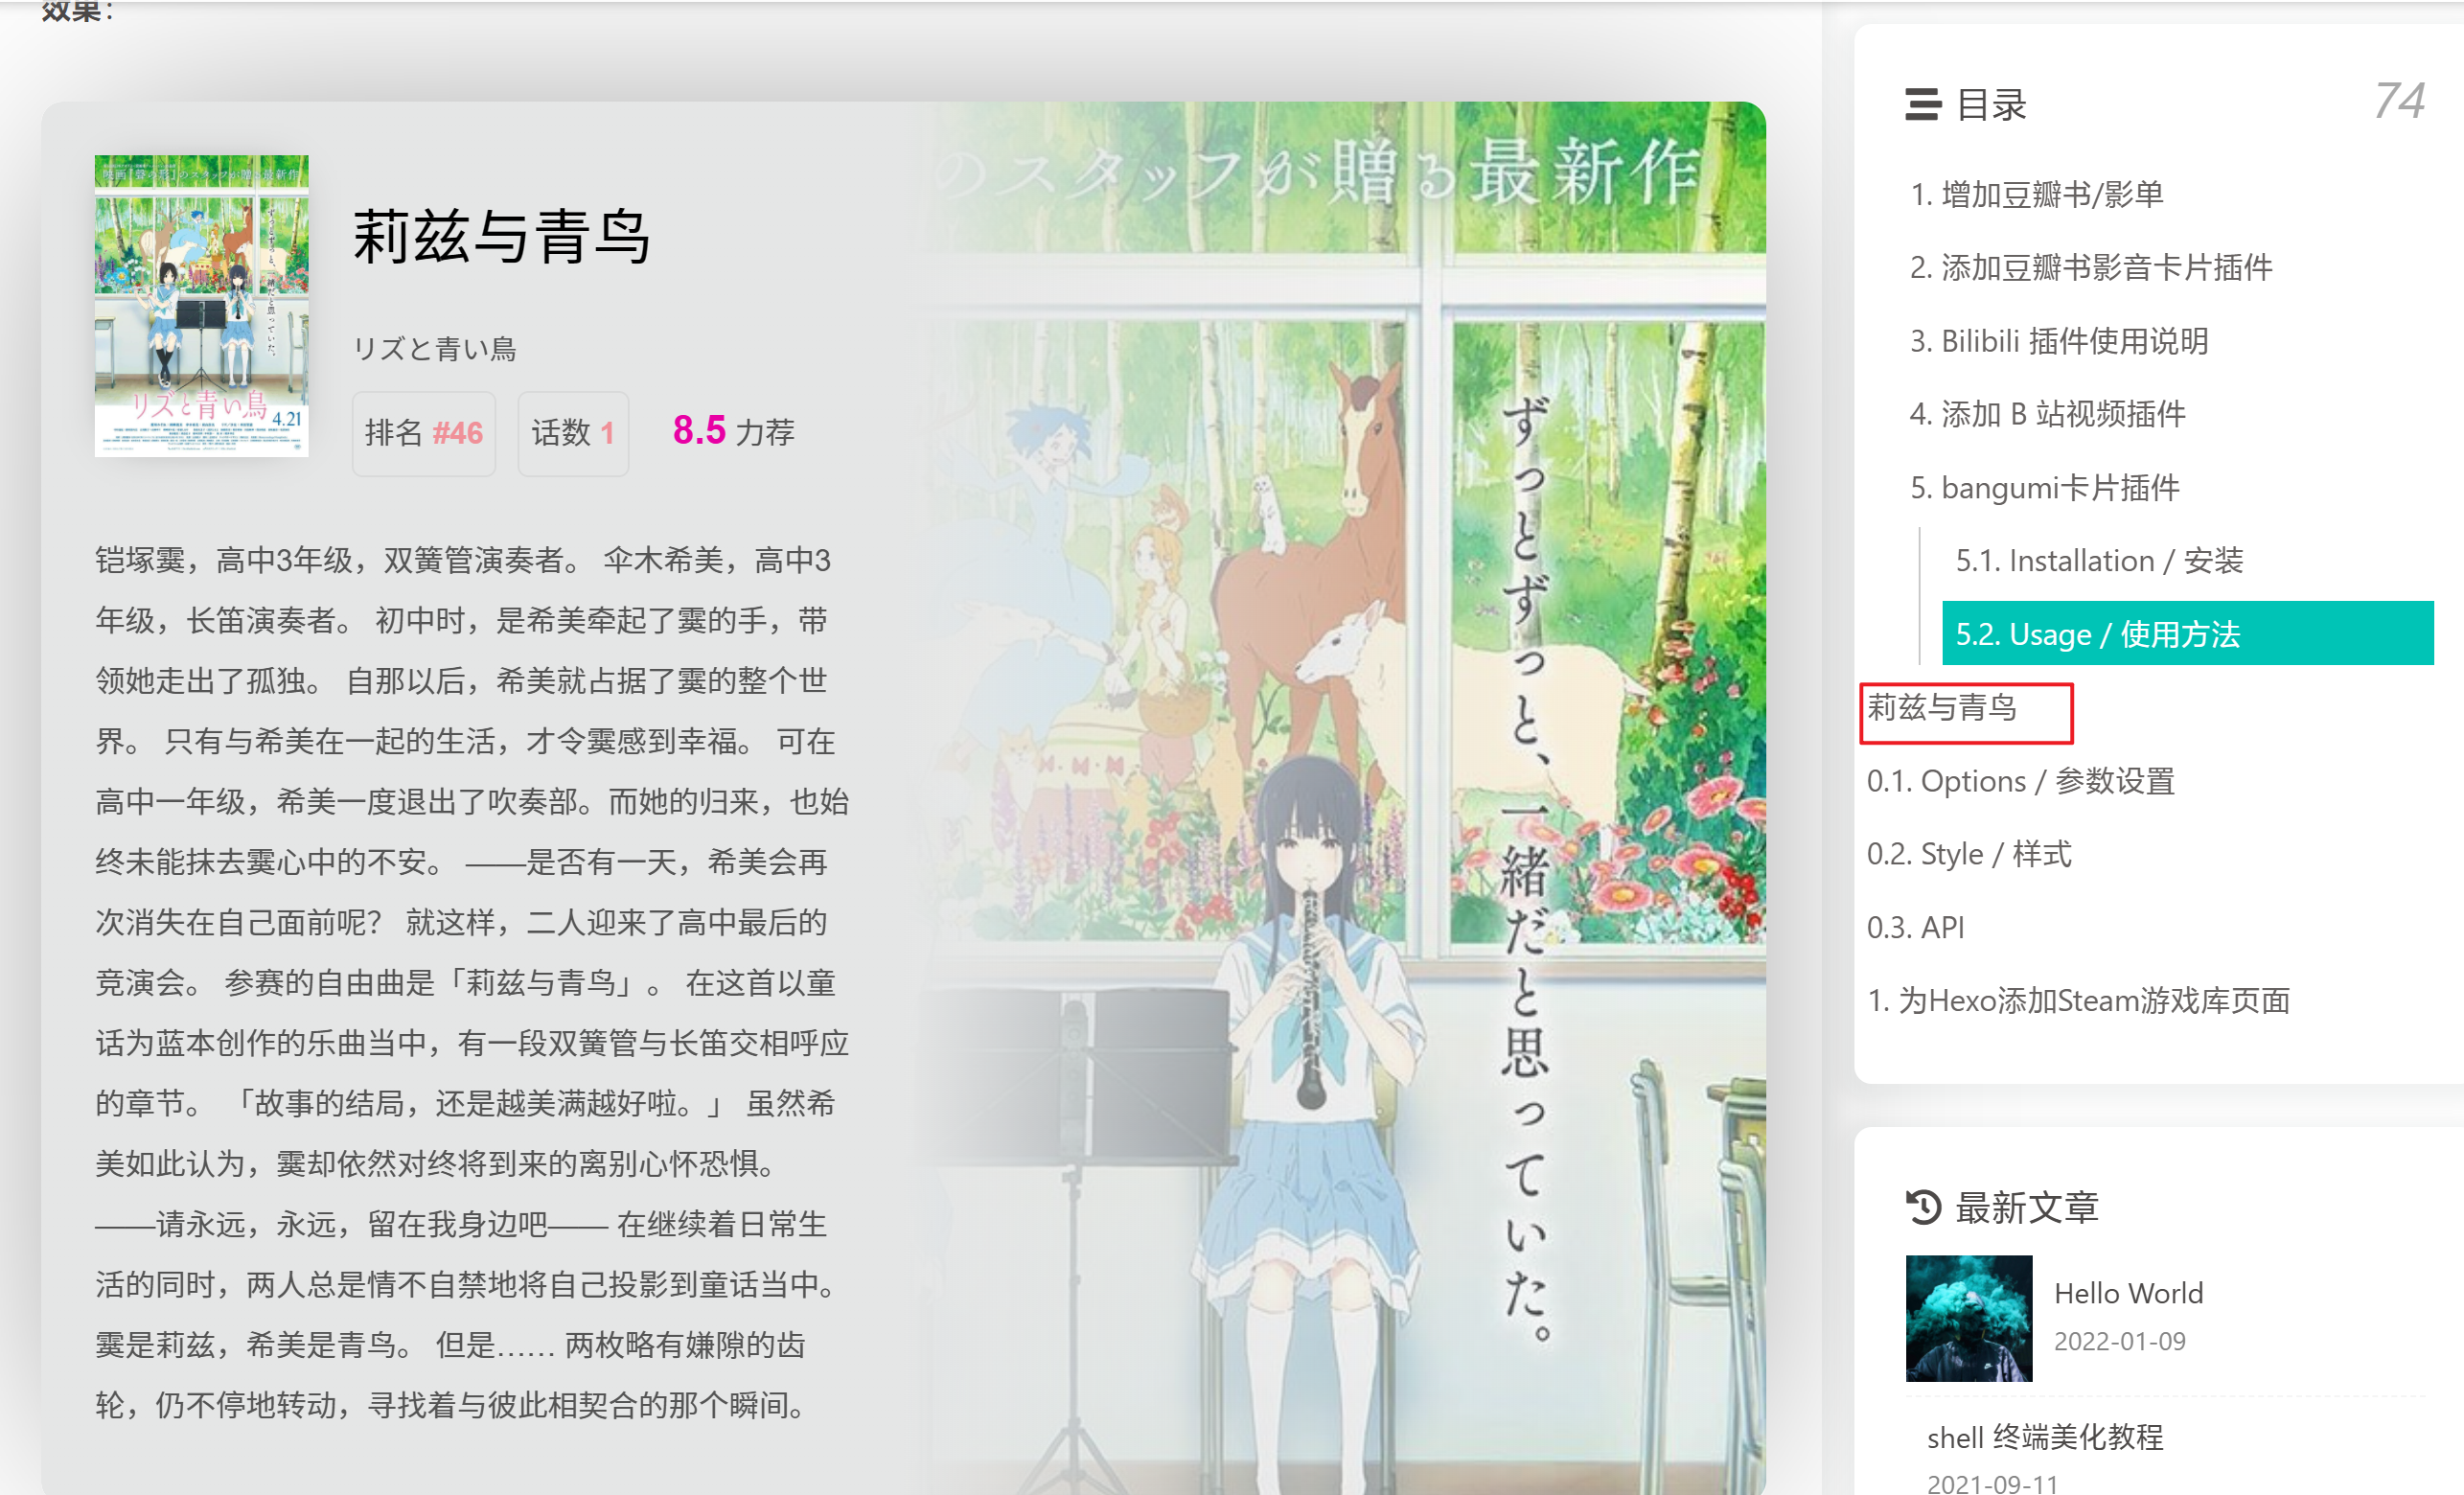 效果：
のスタッフが贈る最新作
莉兹与青鸟
リズと青い鳥
排名 #46 话数 1 8.5 力荐
リズと青い鳥 4.21
铠塚霙，高中3年级，双簧管演奏者。 伞木希美，高中3
年级，长笛演奏者。 初中时，是希美牵起了霙的手，带
领她走出了孤独。 自那以后，希美就占据了霙的整个世
界。 只有与希美在一起的生活，才令霙感到幸福。 可在
高中一年级，希美一度退出了吹奏部。而她的归来，也始
终未能抹去霙心中的不安。 ——是否有一天，希美会再
次消失在自己面前呢？ 就这样，二人迎来了高中最后的
竞演会。 参赛的自由曲是「莉兹与青鸟」。 在这首以童
话为蓝本创作的乐曲当中，有一段双簧管与长笛交相呼应
的章节。 「故事的结局，还是越美满越好啦。」 虽然希
美如此认为，霙却依然对终将到来的离别心怀恐惧。
——请永远，永远，留在我身边吧—— 在继续着日常生
活的同时，两人总是情不自禁地将自己投影到童话当中。
霙是莉兹，希美是青鸟。 但是…… 两枚略有嫌隙的齿
轮，仍不停地转动，寻找着与彼此相契合的那个瞬间。
ずっとずっと、一緒だと思っていた。
目录 74
1. 增加豆瓣书/影单
2. 添加豆瓣书影音卡片插件
3. Bilibili 插件使用说明
4. 添加 B 站视频插件
5. bangumi卡片插件
5.1. Installation / 安装
5.2. Usage / 使用方法
莉兹与青鸟
0.1. Options / 参数设置
0.2. Style / 样式
0.3. API
1. 为Hexo添加Steam游戏库页面
最新文章
Hello World
2022-01-09
shell 终端美化教程
2021-09-11